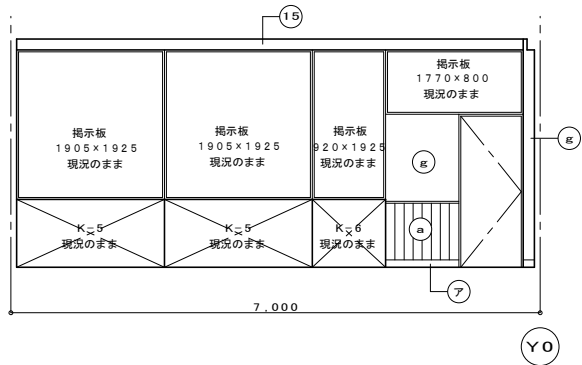 15
掲示板
1770×800
現況のまま
掲示板
1905×1925
現況のまま
掲示板
1905×1925
現況のまま
掲示板
920×1925
現況のまま
g
g
K-5
現況のまま
K-5
現況のまま
K-6
現況のまま
a
ア
7,000
Y0